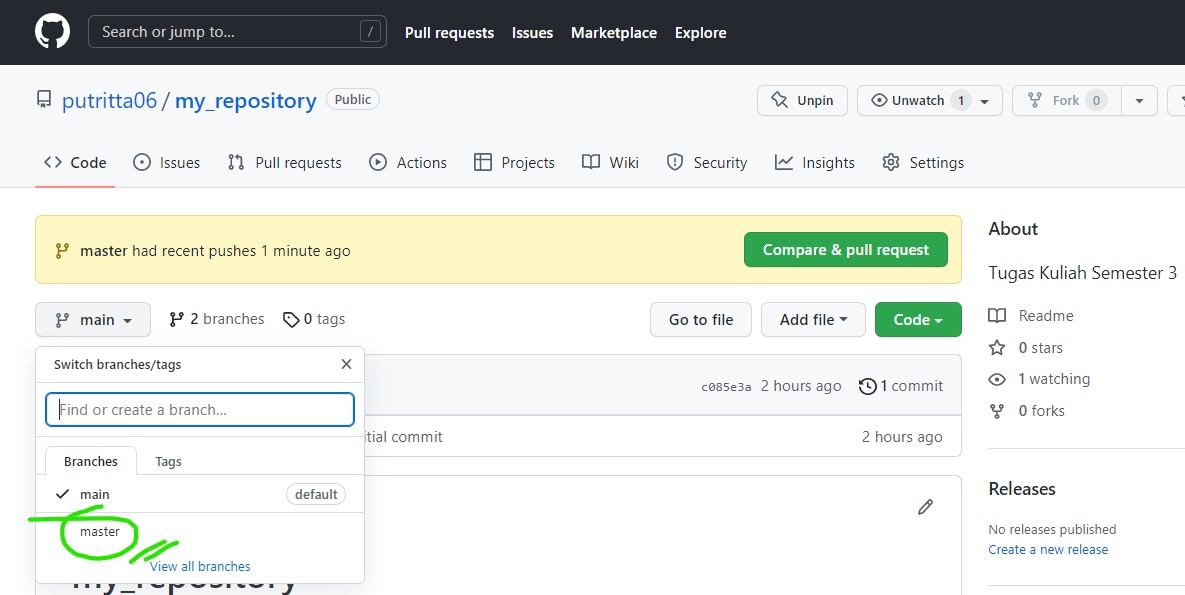 Search or jump to... /
Pull requests Issues Marketplace Explore
putritta06 / my_repository Public
Unpin Unwatch 1 Fork 0
Code Issues Pull requests Actions Projects Wiki Security Insights Settings
master had recent pushes 1 minute ago
Compare & pull request
main 2 branches 0 tags
Go to file Add file Code
Switch branches/tags
Find or create a branch...
Branches Tags
main default
master
View all branches
c085e3a 2 hours ago 1 commit
itial commit 2 hours ago
my_repository
About
Tugas Kuliah Semester 3
Readme
0 stars
1 watching
0 forks
Releases
No releases published
Create a new release